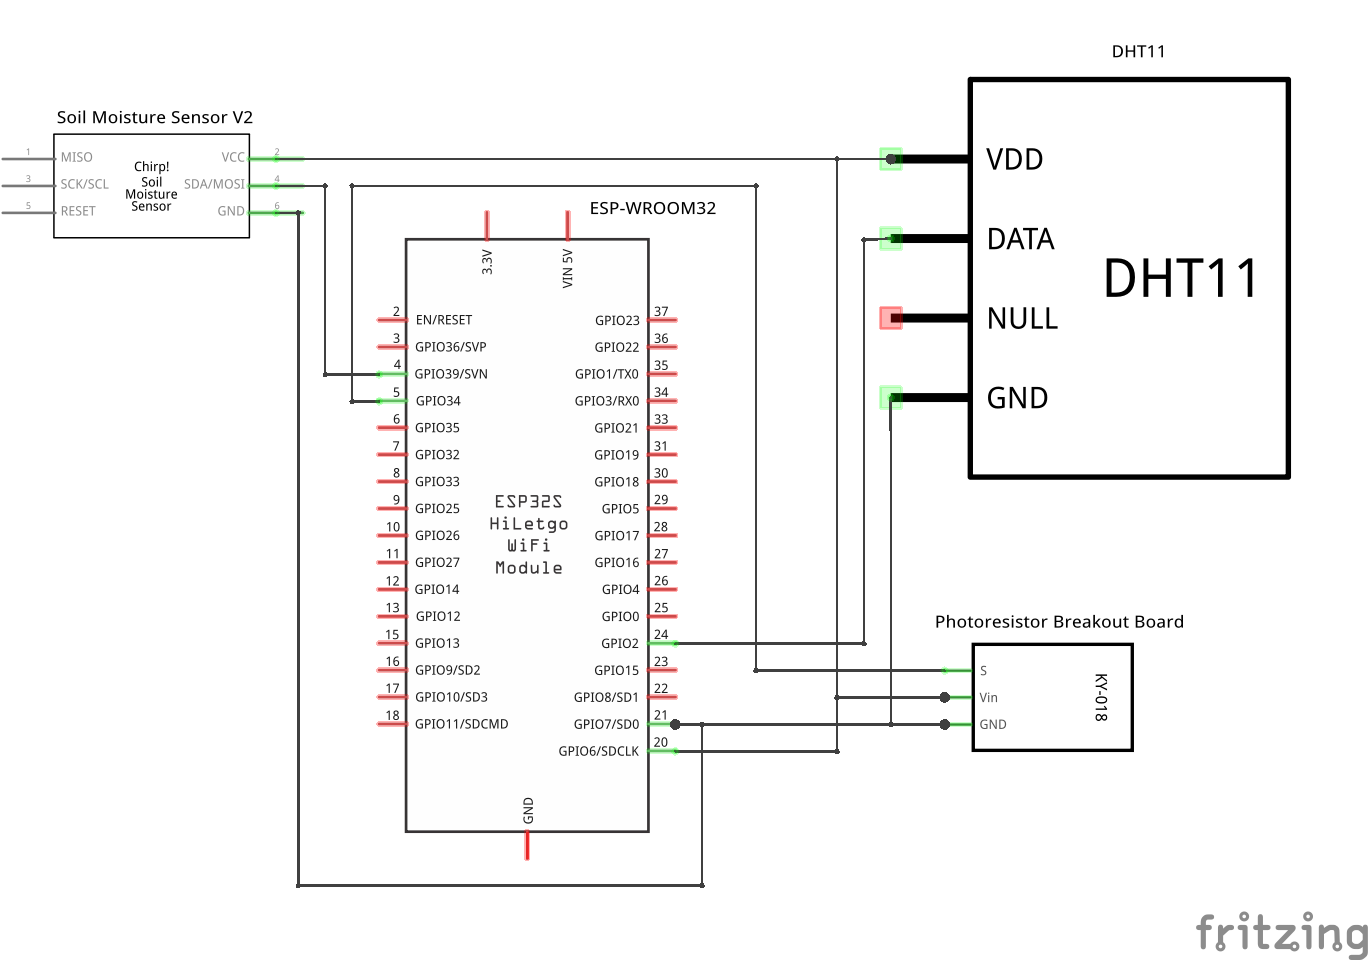 DHT11
Soil Moisture Sensor V2
1 MISO
3 SCK/SCL
5 RESET
Chirp!
Soil
Moisture
Sensor
VCC 2
SDA/MOSI 4
GND 6
VDD
DATA
NULL
GND
DHT11
ESP-WROOM32
3.3V
VIN 5V
2 EN/RESET
3 GPIO36/SVP
4 GPIO39/SVN
5 GPIO34
6 GPIO35
7 GPIO32
8 GPIO33
9 GPIO25
10 GPIO26
11 GPIO27
12 GPIO14
13 GPIO12
15 GPIO13
16 GPIO9/SD2
17 GPIO10/SD3
18 GPIO11/SDCMD
ESP32S
HiLetgo
WiFi
Module
GPIO23 37
GPIO22 36
GPIO1/TX0 35
GPIO3/RX0 34
GPIO21 33
GPIO19 31
GPIO18 30
GPIO5 29
GPIO17 28
GPIO16 27
GPIO4 26
GPIO0 25
GPIO2 24
GPIO15 23
GPIO8/SD1 22
GPIO7/SD0 21
GPIO6/SDCLK 20
GND
Photoresistor Breakout Board
S
Vin
GND
KY-018
fritzing